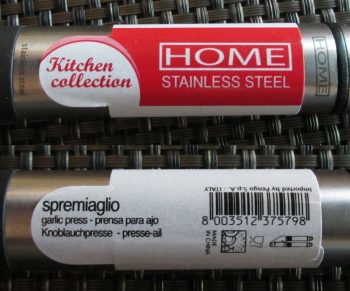 stainless steel
Kitchen
collection
HOME
STAINLESS STEEL
HOME
spremiaglio
garlic press - prensa para ajo
Knoblauchpresse - presse-ail
Imported by Pengo S.p.A. - ITALY
8 003512 375798
MADE
IN CHINA